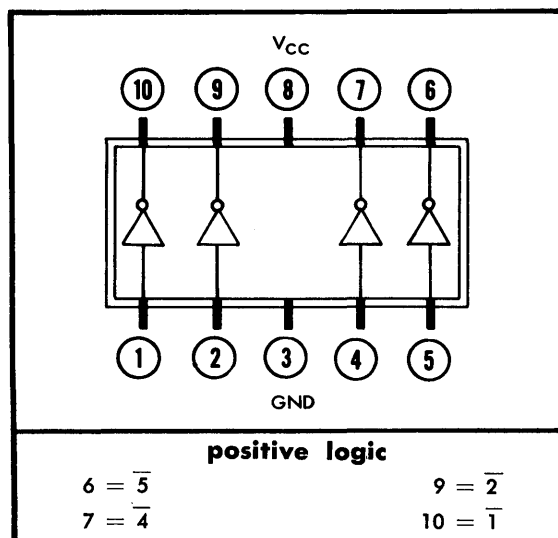 VCC
10 9 8 7 6
1 2 3 4 5
GND
positive logic
6 = 5̅ 9 = 2̅
7 = 4̅ 10 = 1̅